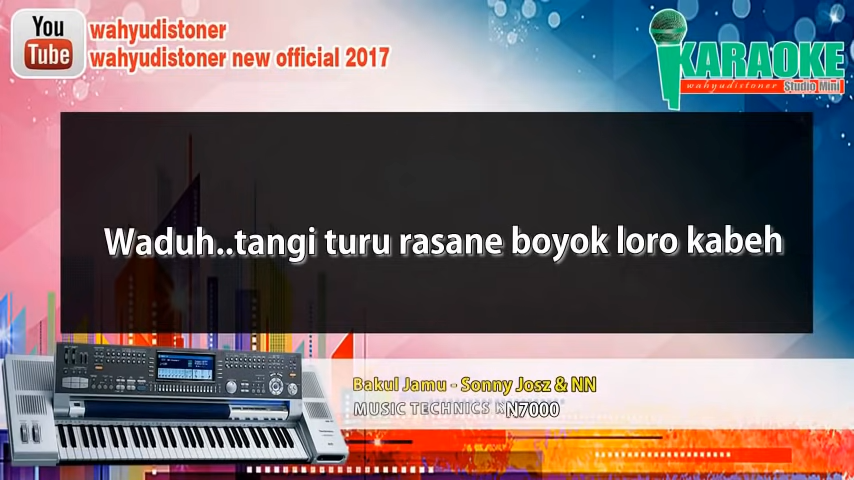 You
Tube
wahyudistoner
wahyudistoner new official 2017
KARAOKE
wahyudistoner Studio Mini
Waduh..tangi turu rasane boyok loro kabeh
Bakul Jamu - Sonny Josz & NN
MUSIC TECHNICS KN7000